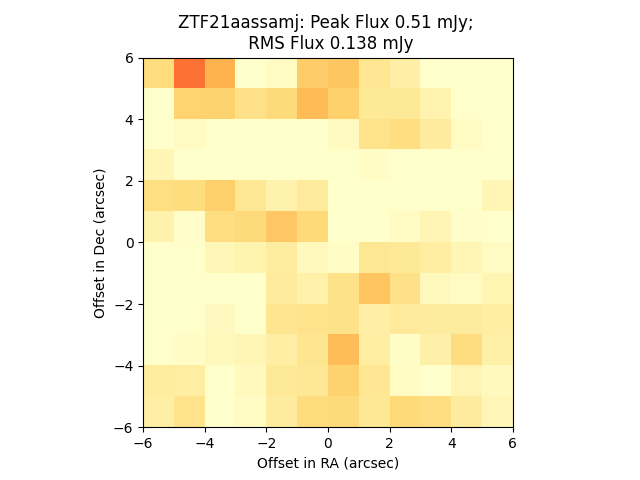 ZTF21aassamj: Peak Flux 0.51 mJy;
RMS Flux 0.138 mJy
6
4
2
0
−2
−4
−6
Offset in Dec (arcsec)
−6 −4 −2 0 2 4 6
Offset in RA (arcsec)